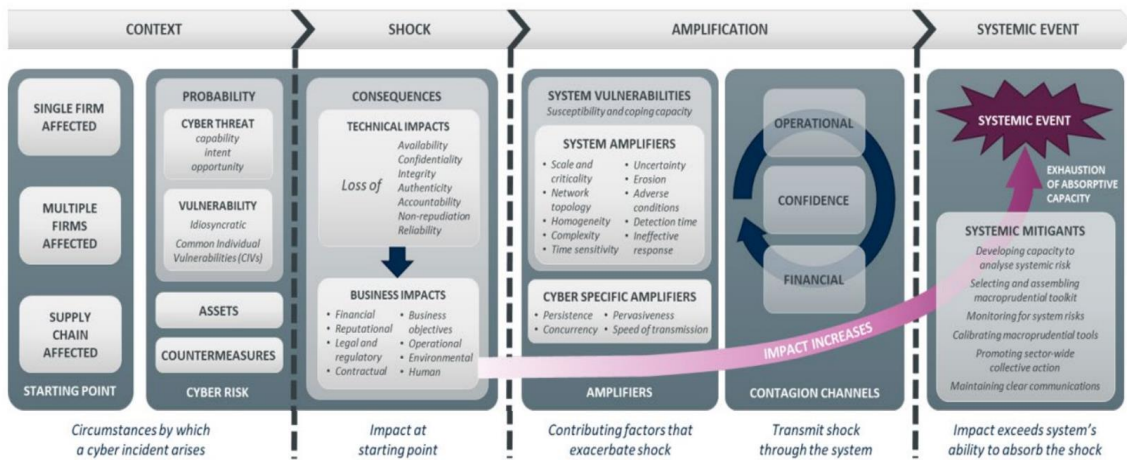 CONTEXT
SHOCK
AMPLIFICATION
SYSTEMIC EVENT
SINGLE FIRM
AFFECTED
MULTIPLE
FIRMS
AFFECTED
SUPPLY
CHAIN
AFFECTED
STARTING POINT
PROBABILITY
CYBER THREAT
capability
intent
opportunity
VULNERABILITY
Idiosyncratic
Common Individual
Vulnerabilities (CIVs)
ASSETS
COUNTERMEASURES
CYBER RISK
Circumstances by which
a cyber incident arises
CONSEQUENCES
TECHNICAL IMPACTS
Loss of
Availability
Confidentiality
Integrity
Authenticity
Accountability
Non-repudiation
Reliability
BUSINESS IMPACTS
• Financial
• Reputational
• Legal and
regulatory
• Contractual
• Business
objectives
• Operational
• Environmental
• Human
Impact at
starting point
SYSTEM VULNERABILITIES
Susceptibility and coping capacity
SYSTEM AMPLIFIERS
• Scale and
criticality
• Network
topology
• Homogeneity
• Complexity
• Time sensitivity
• Uncertainty
• Erosion
• Adverse
conditions
• Detection time
• Ineffective
response
CYBER SPECIFIC AMPLIFIERS
• Persistence
• Concurrency
• Pervasiveness
• Speed of transmission
AMPLIFIERS
Contributing factors that
exacerbate shock
OPERATIONAL
CONFIDENCE
FINANCIAL
IMPACT INCREASES
CONTAGION CHANNELS
Transmit shock
through the system
SYSTEMIC EVENT
EXHAUSTION
OF ABSORPTIVE
CAPACITY
SYSTEMIC MITIGANTS
Developing capacity to
analyse systemic risk
Selecting and assembling
macroprudential toolkit
Monitoring for system risks
Calibrating macroprudential tools
Promoting sector-wide
collective action
Maintaining clear communications
Impact exceeds system's
ability to absorb the shock